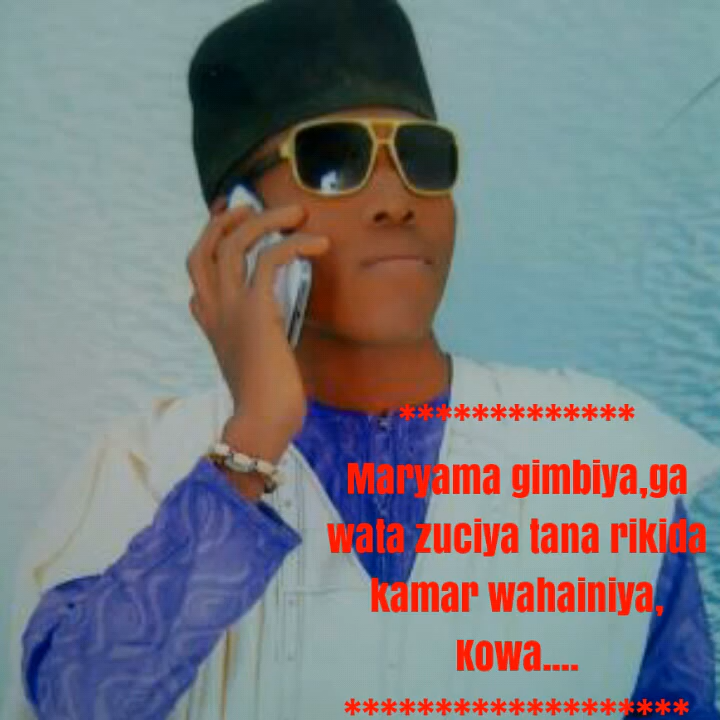 *************
Maryama gimbiya,ga
wata zuciya tana rikida
kamar wahainiya,
Kowa....
*******************